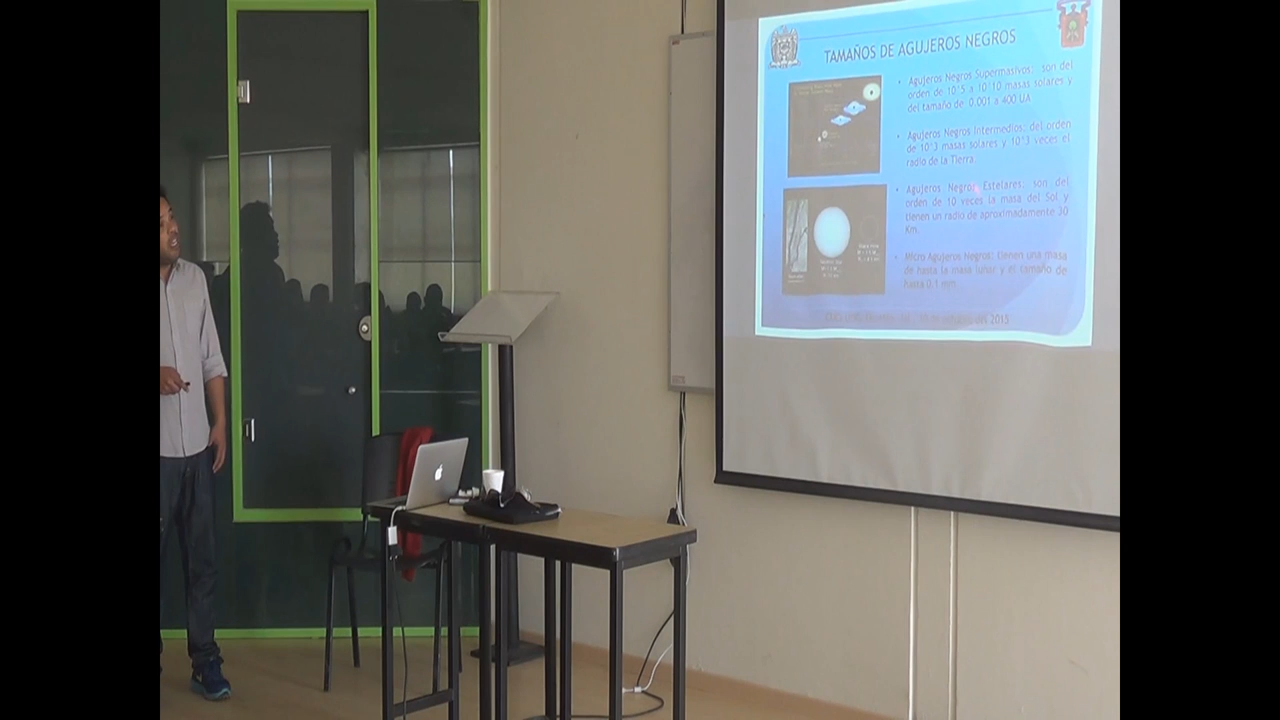 TAMAÑOS DE AGUJEROS NEGROS
• Agujeros Negros Supermasivos: son del
orden de 10^5 a 10^10 masas solares y
del tamaño de 0.001 a 400 UA
• Agujeros Negros Intermedios: del orden
de 10^3 masas solares y 10^3 veces el
radio de la Tierra.
• Agujeros Negros Estelares: son del
orden de 10 veces la masa del Sol y
tienen un radio de aproximadamente 30
Km.
• Micro Agujeros Negros: tienen una masa
de hasta la masa lunar y el tamaño de
hasta 0.1 mm
del 2015